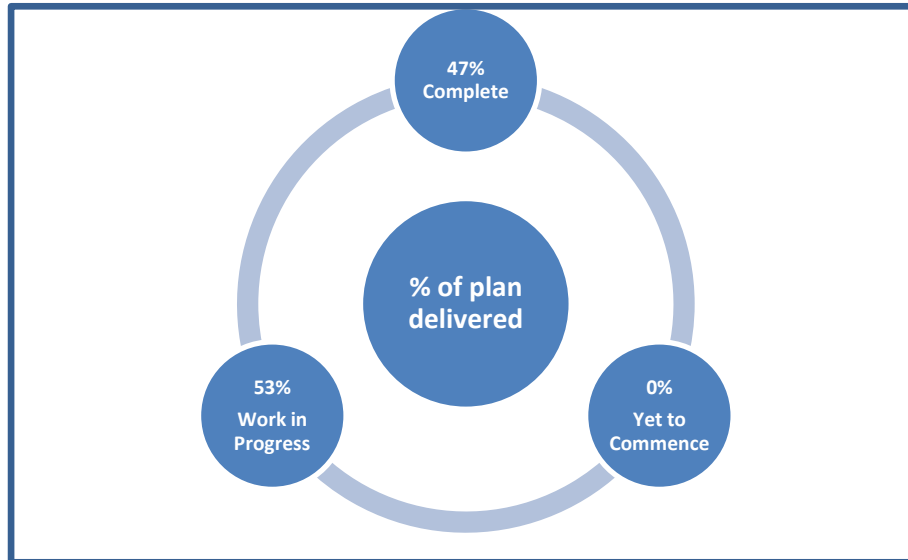 47%
Complete
% of plan
delivered
53%
Work in
Progress
0%
Yet to
Commence